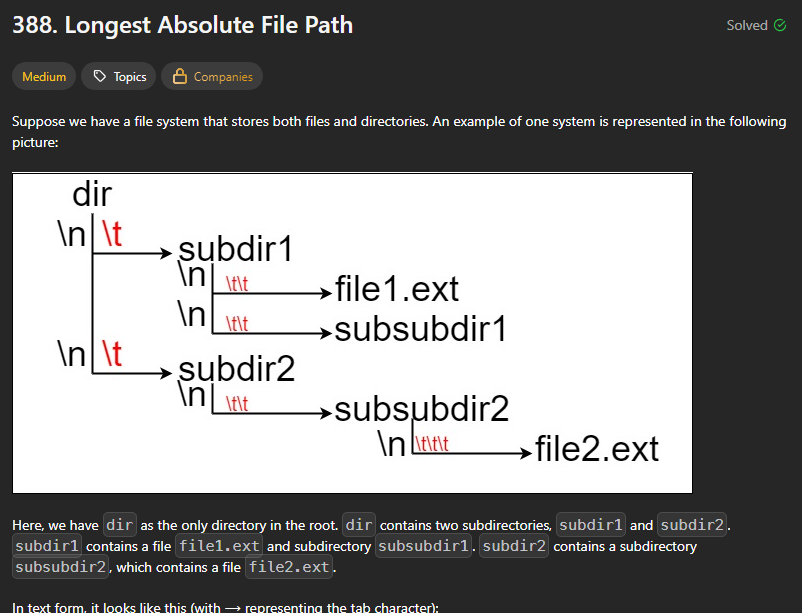 388. Longest Absolute File Path
Solved
Medium
Topics
Companies
Suppose we have a file system that stores both files and directories. An example of one system is represented in the following
picture:
dir
\n \t
subdir1
\n \t\t
file1.ext
\n \t\t
subsubdir1
\n \t
subdir2
\n \t\t
subsubdir2
\n \t\t\t
file2.ext
Here, we have dir as the only directory in the root. dir contains two subdirectories, subdir1 and subdir2.
subdir1 contains a file file1.ext and subdirectory subsubdir1. subdir2 contains a subdirectory
subsubdir2, which contains a file file2.ext.
In text form, it looks like this (with ⟶ representing the tab character):